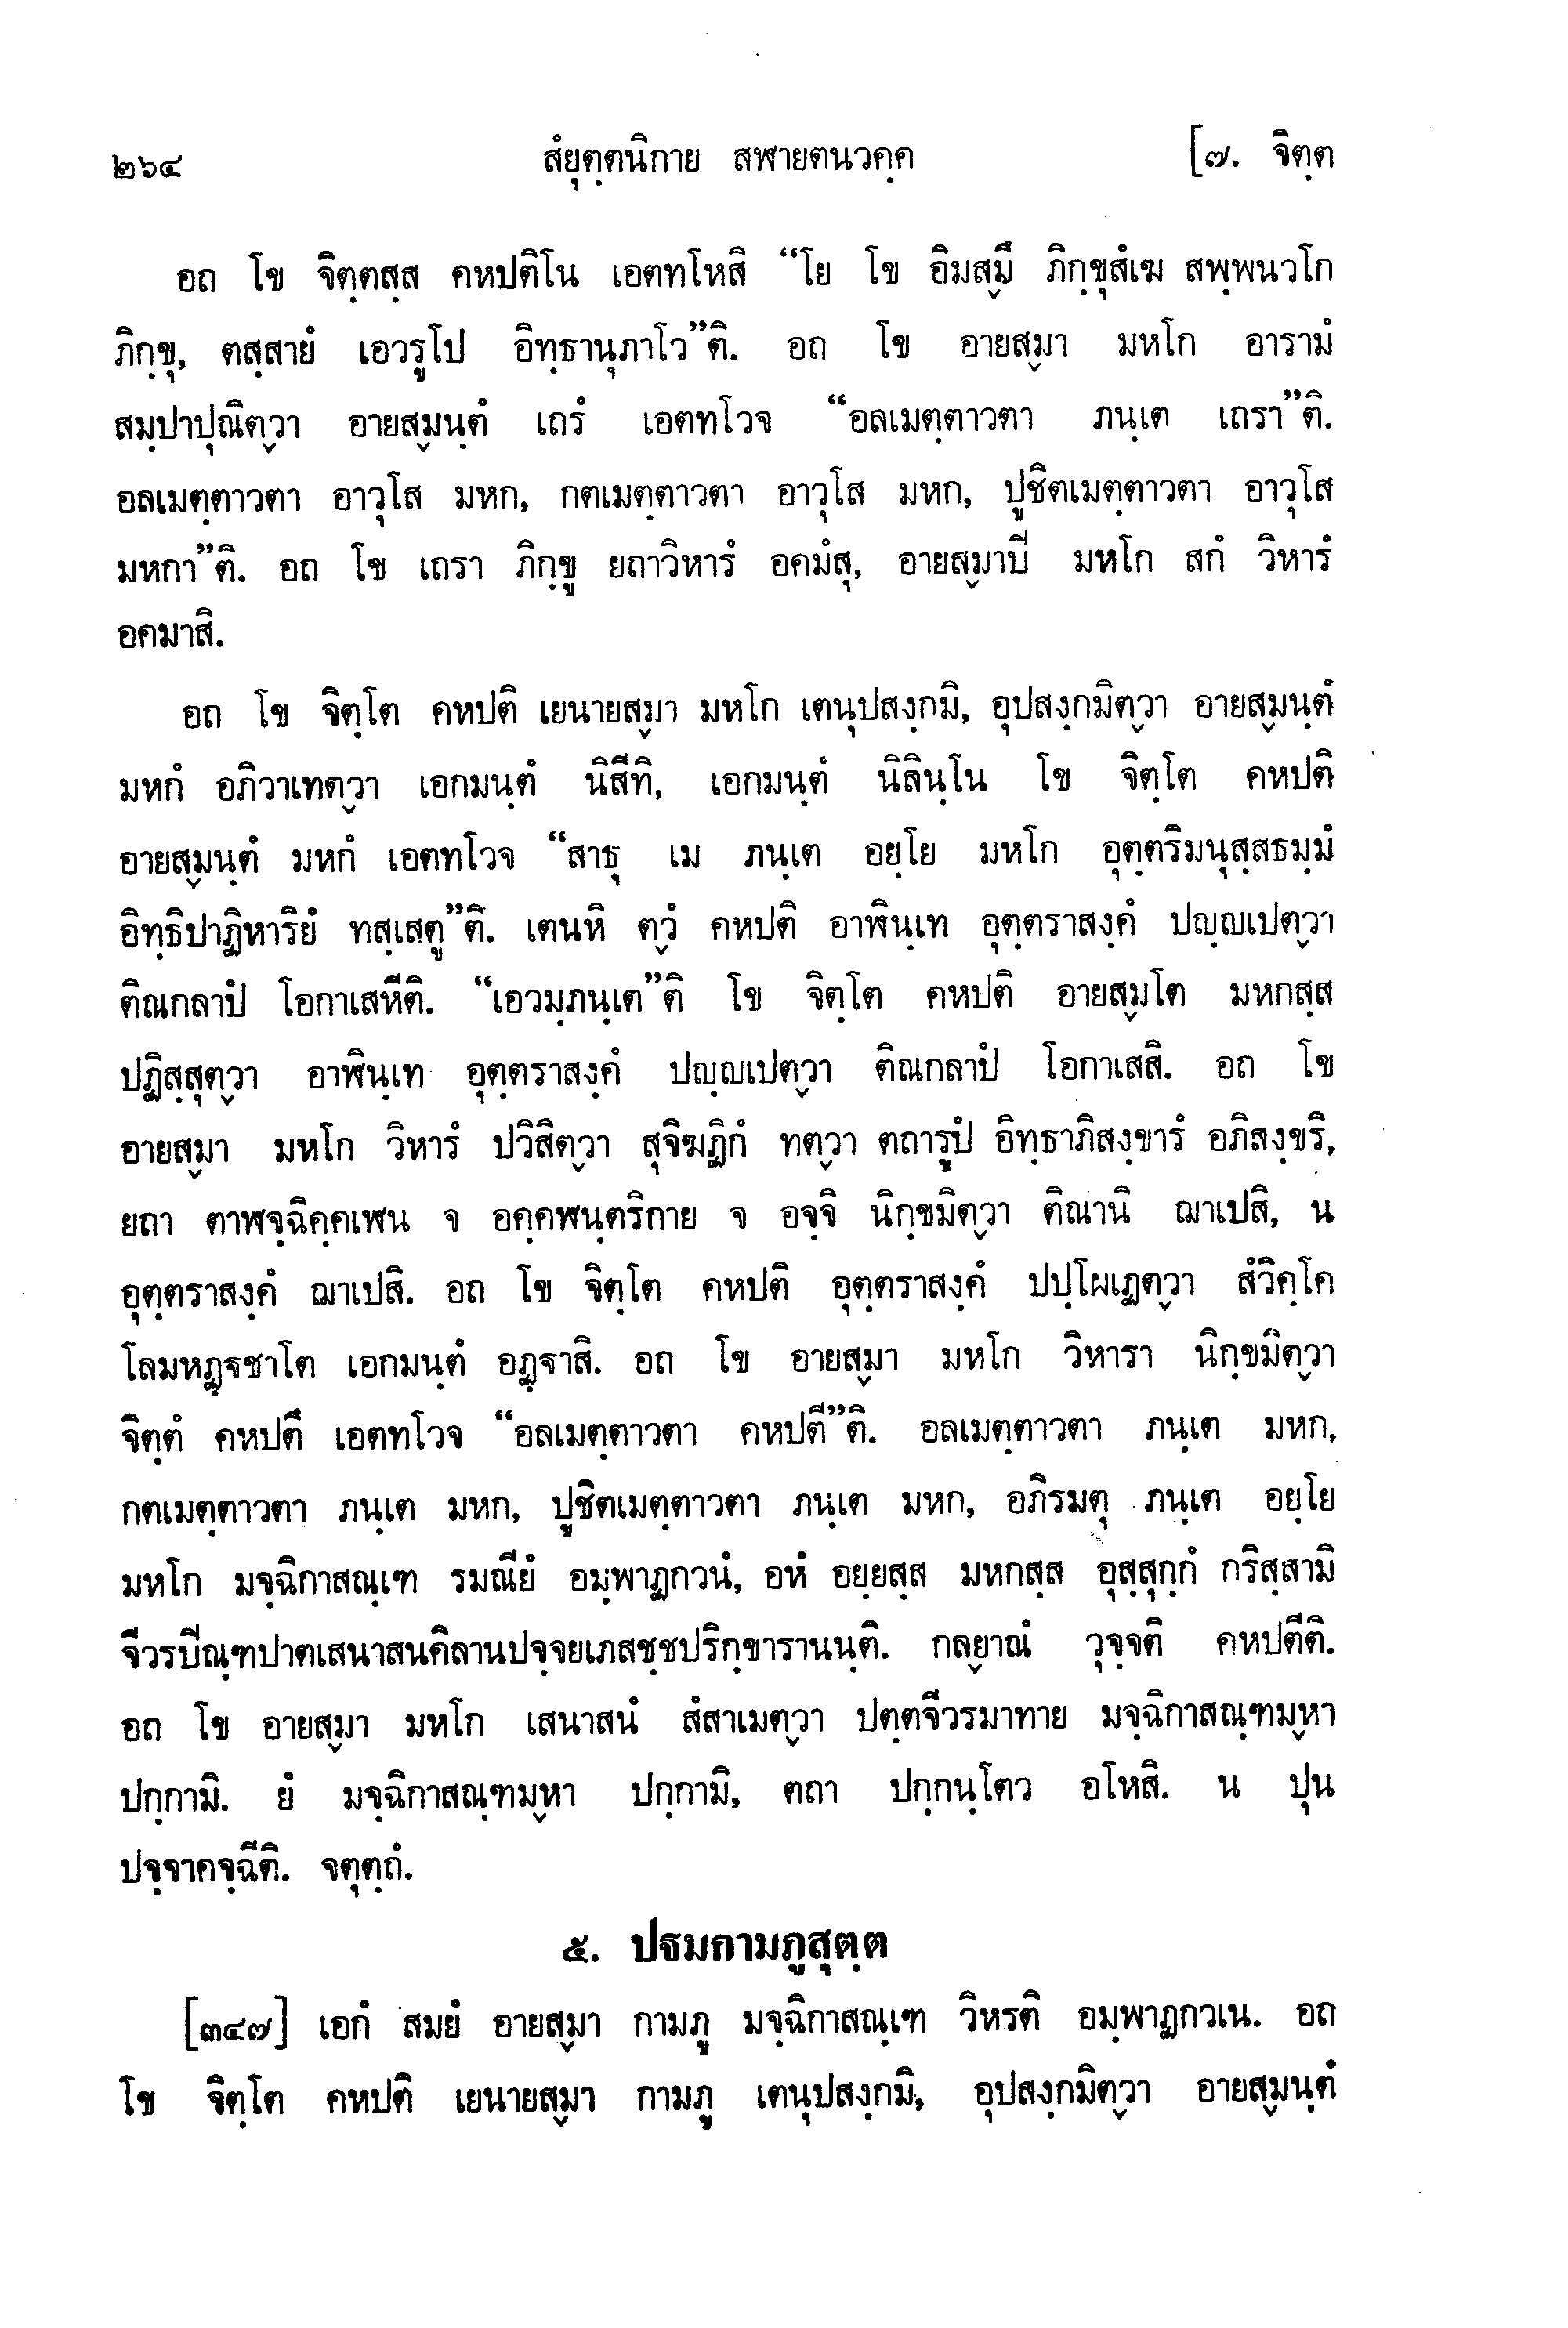 ๒๖๔ สํยุตฺตนิกาย สฬายตนวคฺค [๗. จิตฺต
อถ โข จิตฺตสฺส คหปติโน เอตทโหสิ “โย โข อิมสฺมึ ภิกฺขุสํเฆ สพฺพนวโก
ภิกฺขุ, ตสฺสายํ เอวรูโป อิทฺธานุภาโว”ติ. อถ โข อายสฺมา มหโก อารามํ
สมฺปาปุณิตฺวา อายสฺมนฺตํ เถรํ เอตทโวจ “อลเมตฺตาวตา ภนฺเต เถรา”ติ.
อลเมตฺตาวตา อาวุโส มหก, กตเมตฺตาวตา อาวุโส มหก, ปูชิตเมตฺตาวตา อาวุโส
มหกา”ติ. อถ โข เถรา ภิกฺขู ยถาวิหารํ อคมํสุ, อายสฺมาปิ มหโก สกํ วิหารํ
อคมาสิ.
อถ โข จิตฺโต คหปติ เยนายสฺมา มหโก เตนุปสงฺกมิ, อุปสงฺกมิตฺวา อายสฺมนฺตํ
มหกํ อภิวาเทตฺวา เอกมนฺตํ นิสีทิ, เอกมนฺตํ นิสินฺโน โข จิตฺโต คหปติ
อายสฺมนฺตํ มหกํ เอตทโวจ “สาธุ เม ภนฺเต อยฺโย มหโก อุตฺตริมนุสฺสธมฺมํ
อิทฺธิปาฏิหาริยํ ทสฺเสตู”ติ. เตนหิ ตฺวํ คหปติ อาฬินฺเท อุตฺตราสงฺคํ ปญฺญเปตฺวา
ติณกลาปํ โอกาเสหีติ. “เอวมฺภนฺเต”ติ โข จิตฺโต คหปติ อายสฺมโต มหกสฺส
ปฏิสฺสุตฺวา อาฬินฺเท อุตฺตราสงฺคํ ปญฺญเปตฺวา ติณกลาปํ โอกาเสสิ. อถ โข
อายสฺมา มหโก วิหารํ ปวิสิตฺวา สุจิฆฏิกํ ทตฺวา ตถารูปํ อิทฺธาภิสงฺขารํ อภิสงฺขริ,
ยถา ตาฬจฺฉิคฺคเฬน จ อคฺคฬนฺตริกาย จ อจฺจิ นิกฺขมิตฺวา ติณานิ ฌาเปสิ, น
อุตฺตราสงฺคํ ฌาเปสิ. อถ โข จิตฺโต คหปติ อุตฺตราสงฺคํ ปปฺโผเฏตฺวา สํวิคฺโค
โลมหฏฺฐชาโต เอกมนฺตํ อฏฺฐาสิ. อถ โข อายสฺมา มหโก วิหารา นิกฺขมิตฺวา
จิตฺตํ คหปตึ เอตทโวจ “อลเมตฺตาวตา คหปตี”ติ. อลเมตฺตาวตา ภนฺเต มหก,
กตเมตฺตาวตา ภนฺเต มหก, ปูชิตเมตฺตาวตา ภนฺเต มหก, อภิรมตุ ภนฺเต อยฺโย
มหโก มจฺฉิกาสณฺเฑ รมณียํ อมฺพาฏกวนํ, อหํ อยฺยสฺส มหกสฺส อุสฺสุกฺกํ กริสฺสามิ
จีวรปิณฺฑปาตเสนาสนคิลานปจฺจยเภสชฺชปริกฺขารานนฺติ. กลฺยาณํ วุจฺจติ คหปตีติ.
อถ โข อายสฺมา มหโก เสนาสนํ สํสาเมตฺวา ปตฺตจีวรมาทาย มจฺฉิกาสณฺฑมฺหา
ปกฺกามิ. ยํ มจฺฉิกาสณฺฑมฺหา ปกฺกามิ, ตถา ปกฺกนฺโตว อโหสิ. น ปุน
ปจฺจาคจฺฉีติ. จตุตฺถํ.
๕. ปฐมกามภูสุตฺต
[๓๔๗] เอกํ สมยํ อายสฺมา กามภู มจฺฉิกาสณฺเฑ วิหรติ อมฺพาฏกวเน. อถ
โข จิตฺโต คหปติ เยนายสฺมา กามภู เตนุปสงฺกมิ, อุปสงฺกมิตฺวา อายสฺมนฺตํ